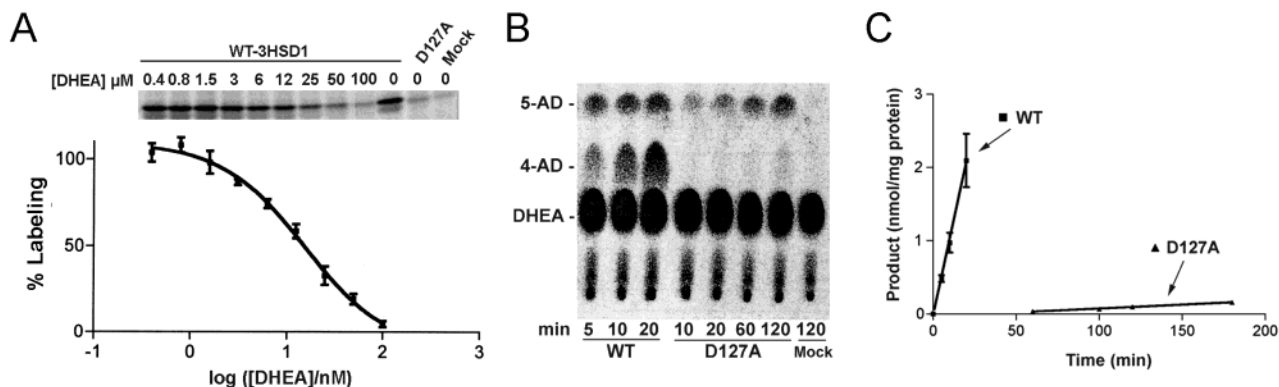 A
WT-3HSD1
D127A
Mock
[DHEA] µM 0.4 0.8 1.5 3 6 12 25 50 100 0 0 0
% Labeling
100
50
0
-1 0 1 2 3
log ([DHEA]/nM)
B
5-AD -
4-AD -
DHEA -
min 5 10 20 10 20 60 120 120
WT D127A Mock
C
Product (nmol/mg protein)
3
2
1
0
WT
D127A
0 50 100 150 200
Time (min)